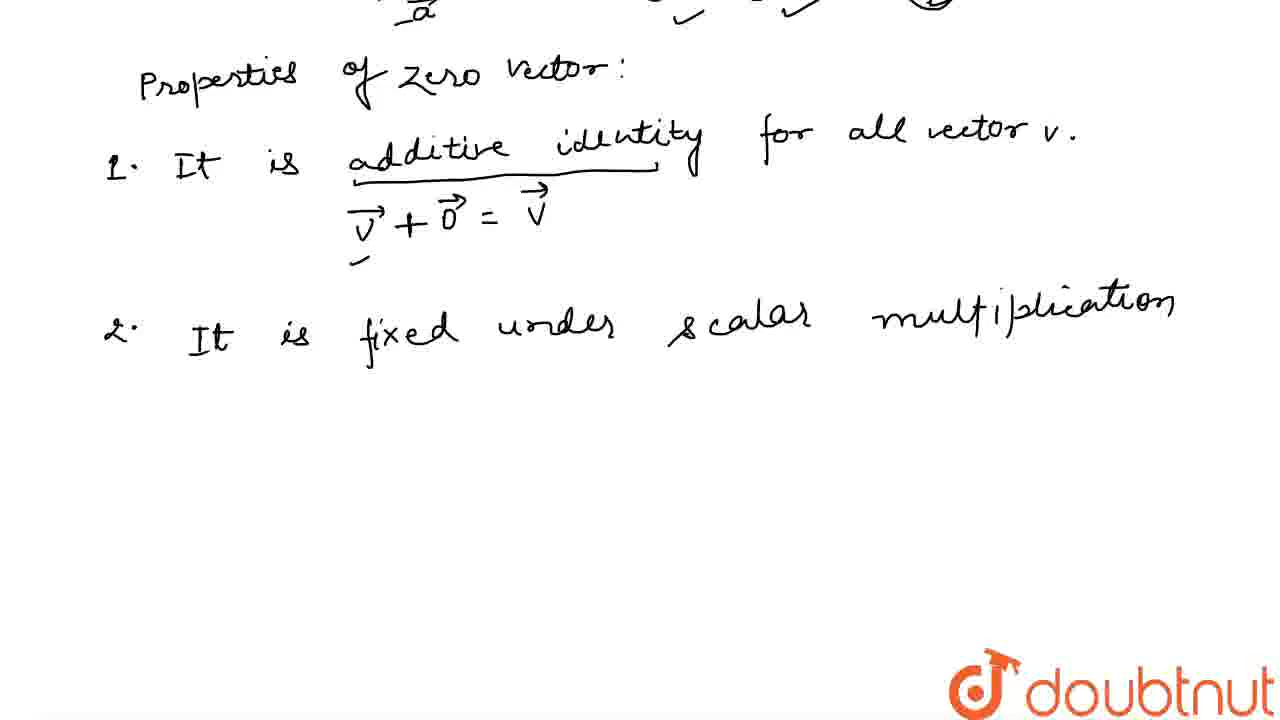 a
Properties of zero vector:
1. It is additive identity for all vector v.
v + 0 = v
2. It is fixed under scalar multiplication
doubtnut